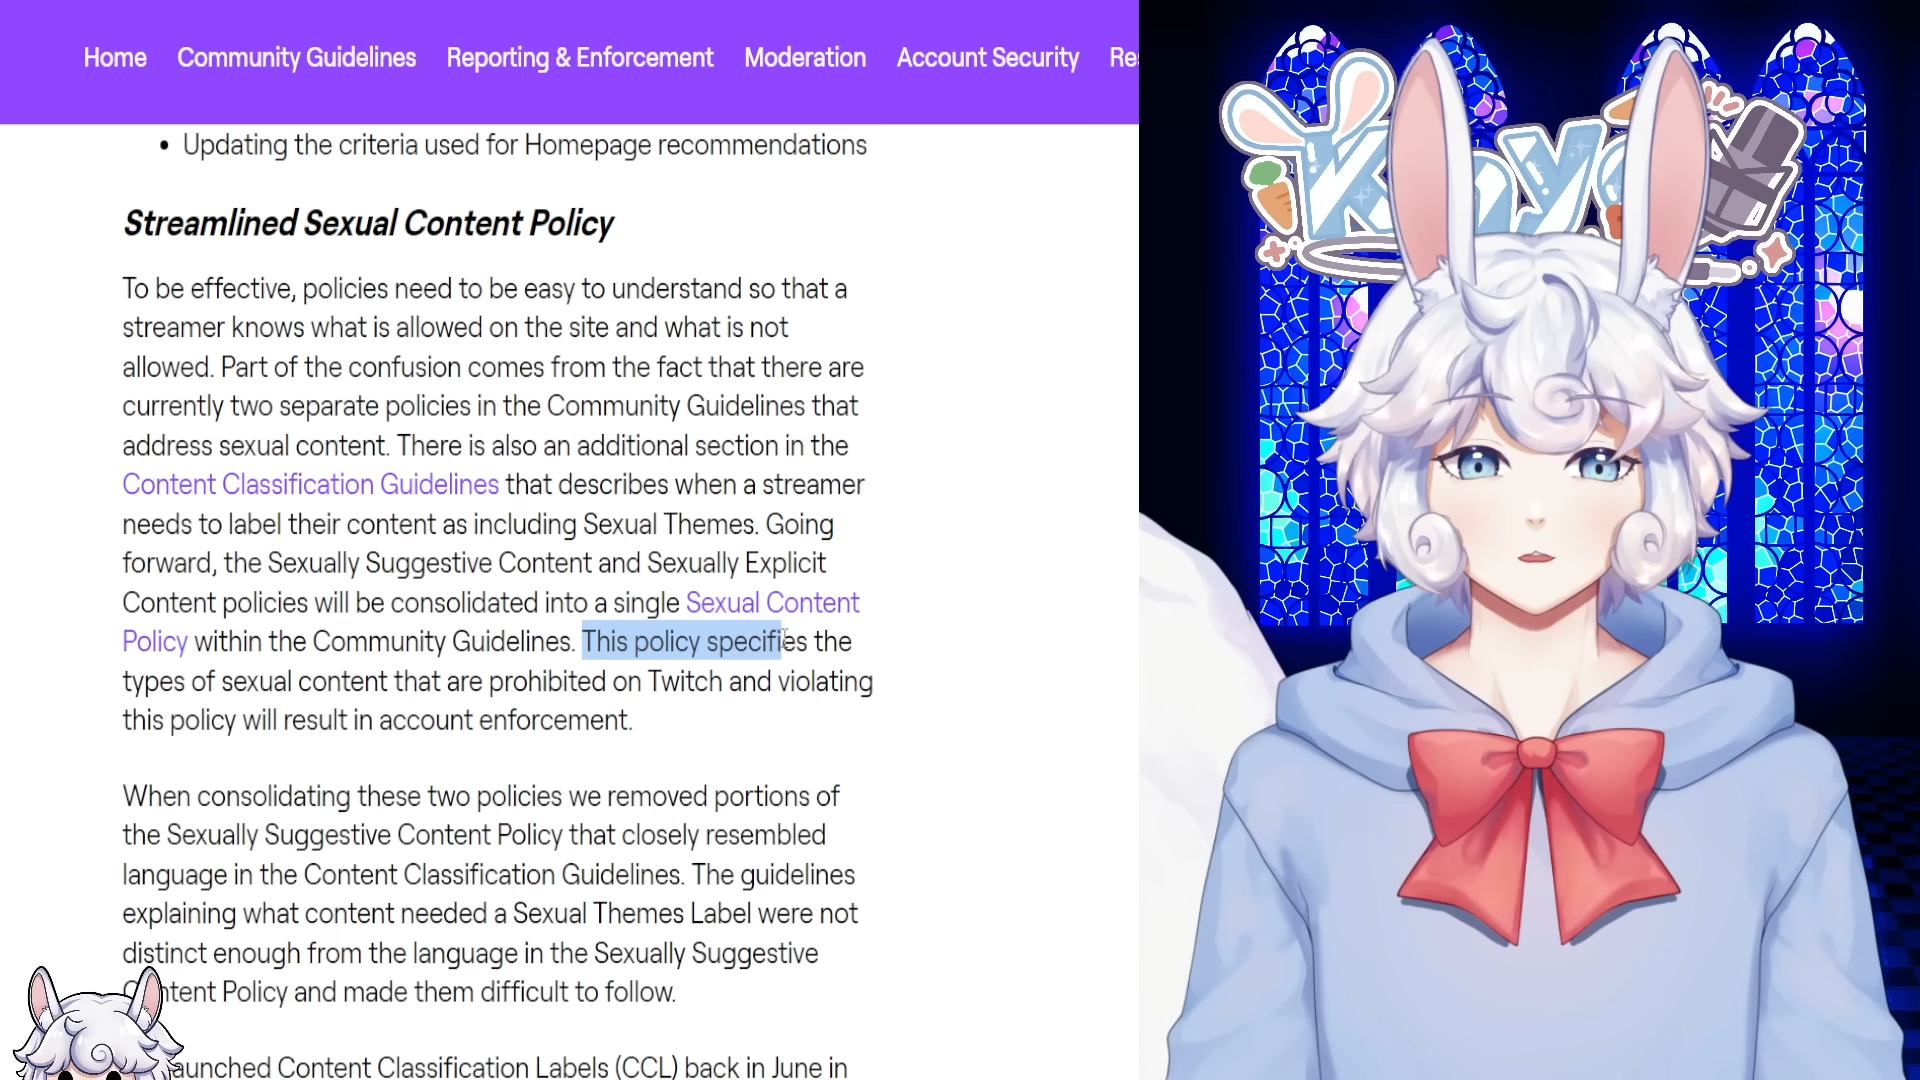 Home Community Guidelines Reporting & Enforcement Moderation Account Security
• Updating the criteria used for Homepage recommendations
Streamlined Sexual Content Policy
To be effective, policies need to be easy to understand so that a
streamer knows what is allowed on the site and what is not
allowed. Part of the confusion comes from the fact that there are
currently two separate policies in the Community Guidelines that
address sexual content. There is also an additional section in the
Content Classification Guidelines that describes when a streamer
needs to label their content as including Sexual Themes. Going
forward, the Sexually Suggestive Content and Sexually Explicit
Content policies will be consolidated into a single Sexual Content
Policy within the Community Guidelines. This policy specifies the
types of sexual content that are prohibited on Twitch and violating
this policy will result in account enforcement.
When consolidating these two policies we removed portions of
the Sexually Suggestive Content Policy that closely resembled
language in the Content Classification Guidelines. The guidelines
explaining what content needed a Sexual Themes Label were not
distinct enough from the language in the Sexually Suggestive
Content Policy and made them difficult to follow.
launched Content Classification Labels (CCL) back in June in